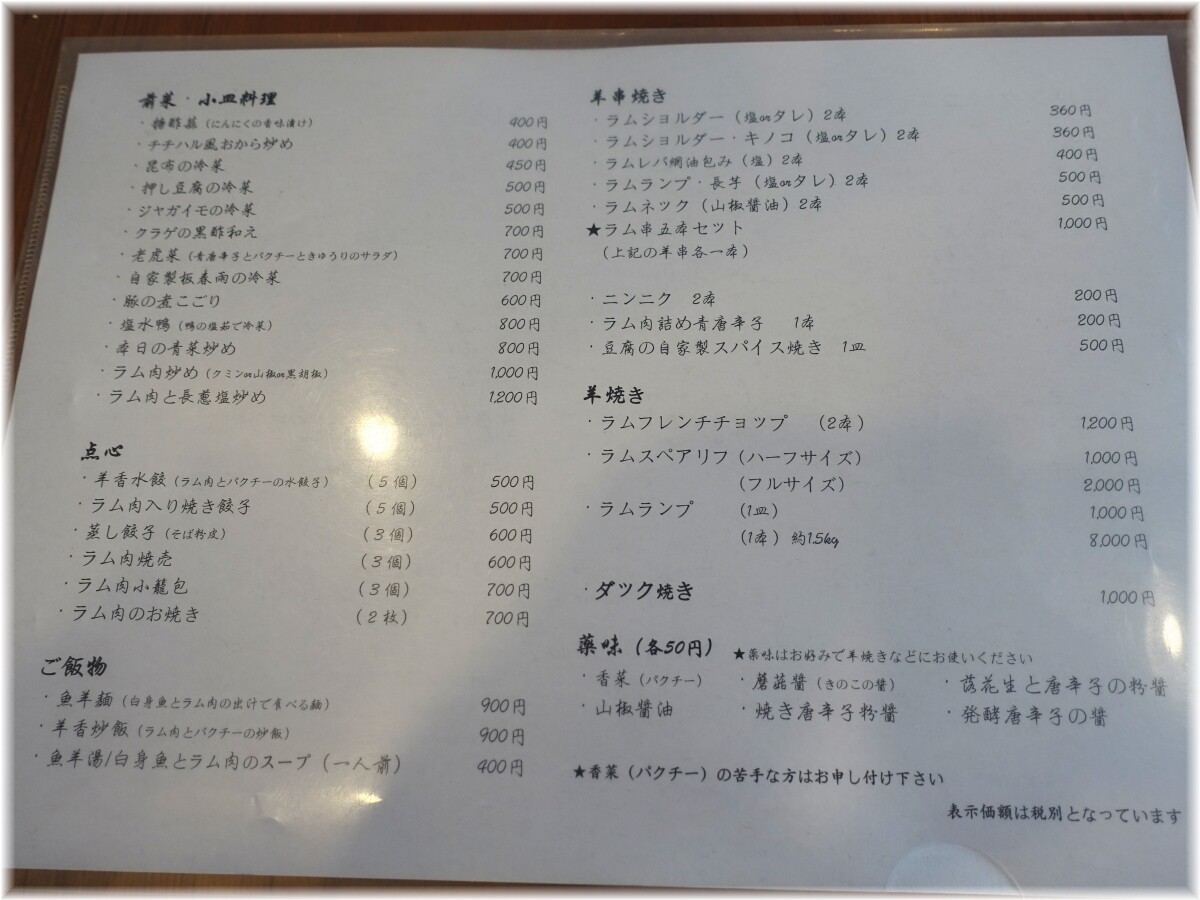 前菜・小皿料理
・糖酢蒜（にんにくの香味漬け） 400円
・チチハル風おから炒め 400円
・昆布の冷菜 450円
・押し豆腐の冷菜 500円
・ジャガイモの冷菜 500円
・クラゲの黒酢和え 700円
・老虎菜（青唐辛子とパクチーときゅうりのサラダ） 700円
・自家製板春雨の冷菜 700円
・豚の煮こごり 600円
・塩水鴨（鴨の塩茹で冷菜） 800円
・本日の青菜炒め 800円
・ラム肉炒め（クミンor山椒or黒胡椒） 1,000円
・ラム肉と長葱塩炒め 1,200円
点心
・羊香水餃（ラム肉とパクチーの水餃子） （5個） 500円
・ラム肉入り焼き餃子 （5個） 500円
・蒸し餃子（そば粉皮） （3個） 600円
・ラム肉焼売 （3個） 600円
・ラム肉小籠包 （3個） 700円
・ラム肉のお焼き （2枚） 700円
ご飯物
・魚羊麺（白身魚とラム肉の出汁で食べる麺） 900円
・羊香炒飯（ラム肉とパクチーの炒飯） 900円
・魚羊湯/白身魚とラム肉のスープ（一人前） 400円
羊串焼き
・ラムショルダー（塩orタレ）2本 360円
・ラムショルダー・キノコ（塩orタレ）2本 360円
・ラムレバ網油包み（塩）2本 400円
・ラムランプ・長芋（塩orタレ）2本 500円
・ラムネック（山椒醬油）2本 500円
★ラム串五本セット 1,000円
（上記の羊串各一本）
・ニンニク 2本 200円
・ラム肉詰め青唐辛子 1本 200円
・豆腐の自家製スパイス焼き 1皿 500円
羊焼き
・ラムフレンチチョップ （2本） 1,200円
・ラムスペアリブ（ハーフサイズ） 1,000円
（フルサイズ） 2,000円
・ラムランプ （1皿） 1,000円
（1本）約1.5kg 8,000円
・ダック焼き 1,000円
薬味（各50円） ★薬味はお好みで羊焼きなどにお使いください
・香菜（パクチー） ・蘑菇醬（きのこの醬） ・落花生と唐辛子の粉醬
・山椒醬油 ・焼き唐辛子粉醬 ・発酵唐辛子の醬
★香菜（パクチー）の苦手な方はお申し付け下さい
表示価額は税別となっています